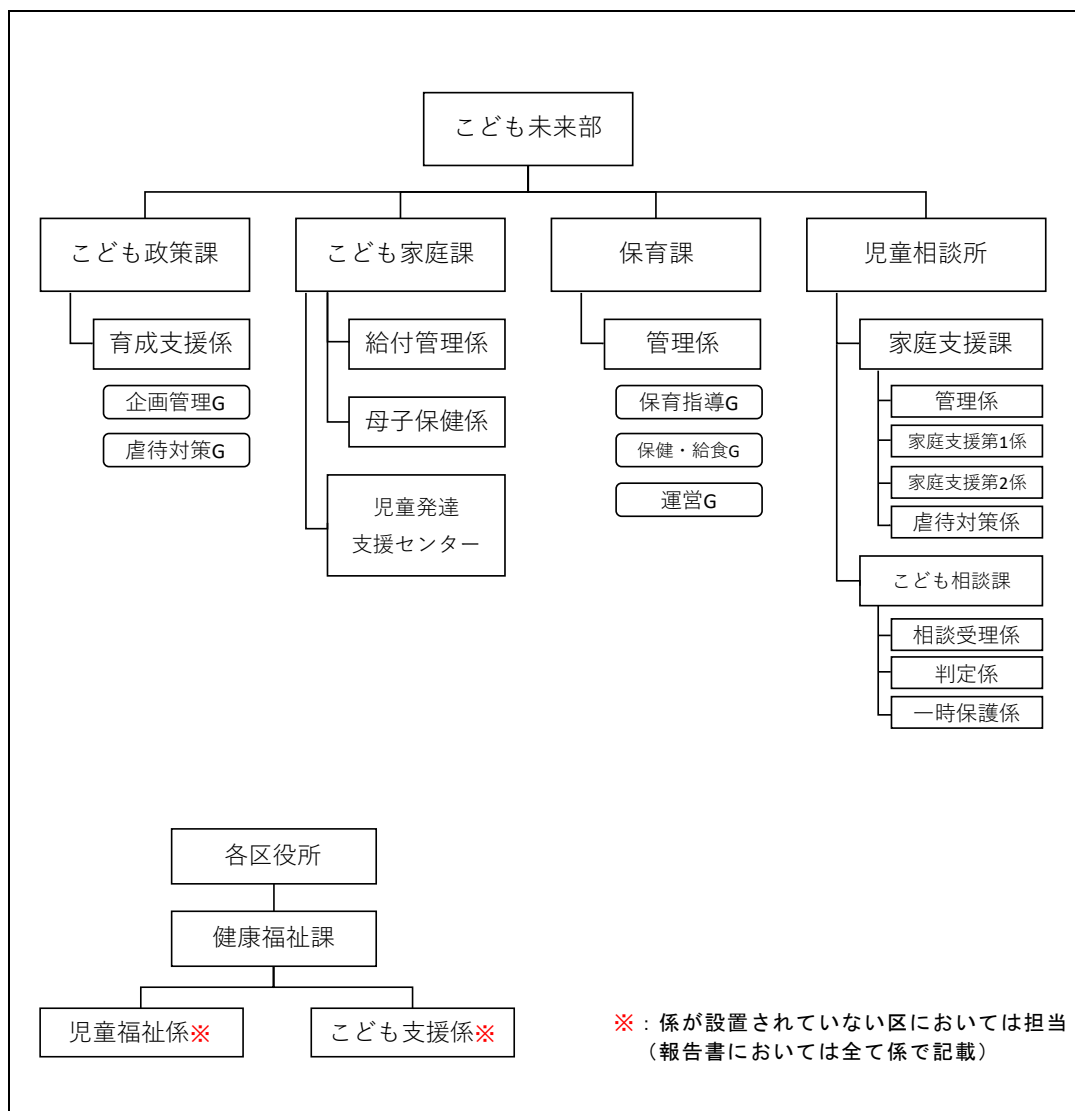 こども未来部
こども政策課
こども家庭課
保育課
児童相談所
育成支援係
企画管理G
虐待対策G
給付管理係
母子保健係
児童発達
支援センター
管理係
保育指導G
保健・給食G
運営G
家庭支援課
管理係
家庭支援第1係
家庭支援第2係
虐待対策係
こども相談課
相談受理係
判定係
一時保護係
各区役所
健康福祉課
児童福祉係※
こども支援係※
※：係が設置されていない区においては担当
（報告書においては全て係で記載）